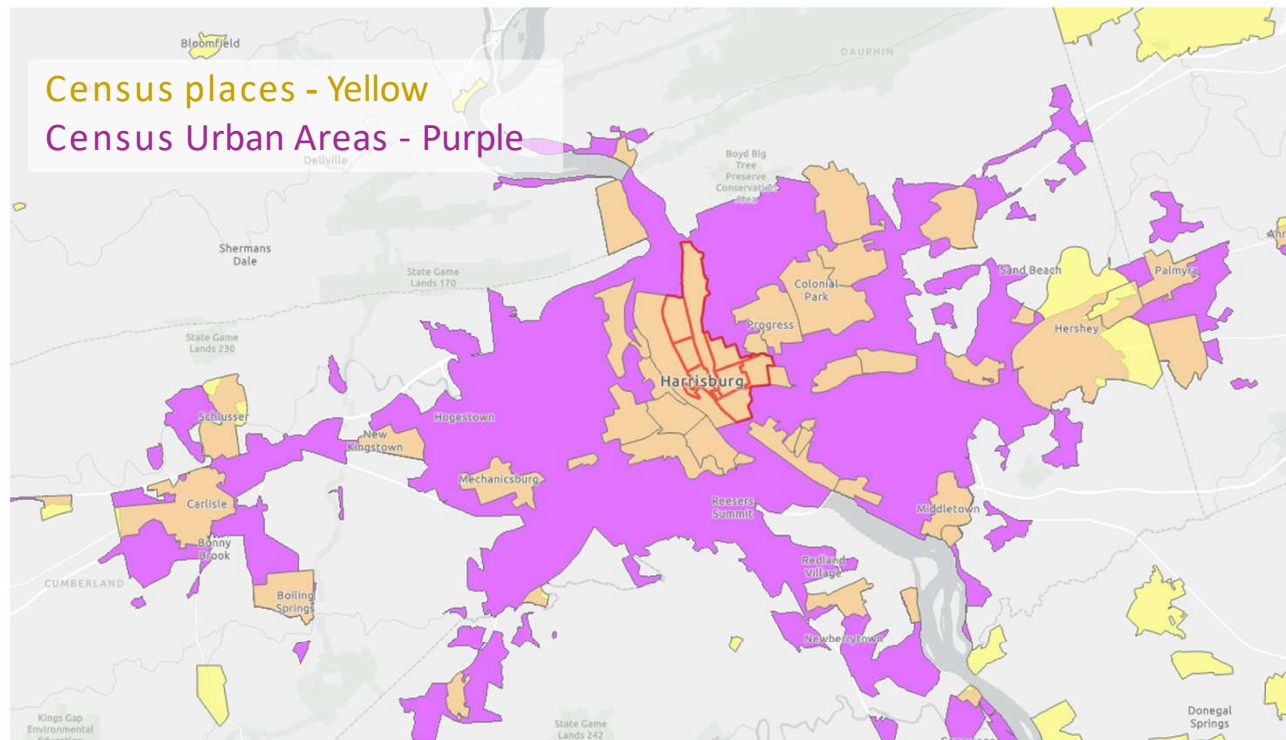 Bloomfield
DAUPHIN
Census places - Yellow
Census Urban Areas - Purple
Dellville
Boyd Big
Tree
Preserve
Conservation
Area
Shermans
Dale
State Game
Lands 170
Sand Beach
Palmyra
Colonial
Park
Progress
Hershey
State Game
Lands 230
Harrisburg
Schlusser
Hogestown
New
Kingstown
Mechanicsburg
Carlisle
Reesers
Summit
Middletown
Bonny
Brook
CUMBERLAND
Redland
Village
Boiling
Springs
Newberrytown
Kings Gap
Environmental
State Game
Lands 242
Donegal
Springs